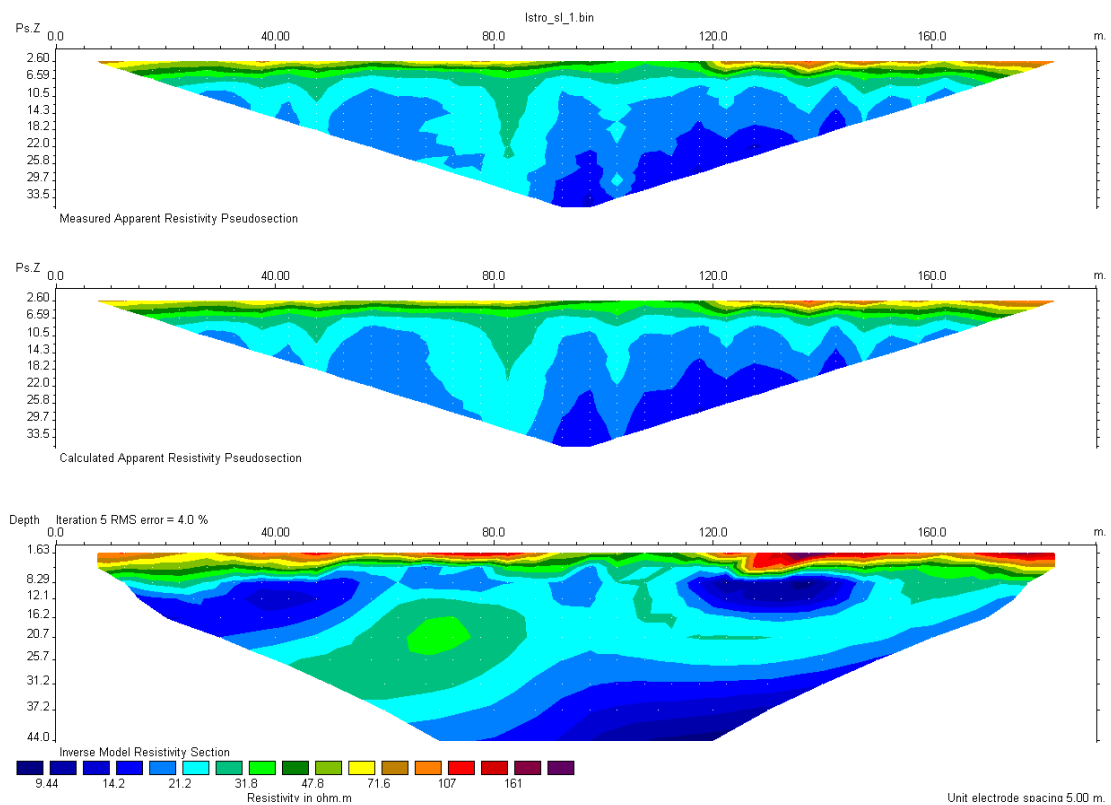 Istro_sl_1.bin
Ps.Z 0.0 40.00 80.0 120.0 160.0 m.
2.60
6.59
10.5
14.3
18.2
22.0
25.8
29.7
33.5
Measured Apparent Resistivity Pseudosection
Ps.Z 0.0 40.00 80.0 120.0 160.0 m.
2.60
6.59
10.5
14.3
18.2
22.0
25.8
29.7
33.5
Calculated Apparent Resistivity Pseudosection
Depth Iteration 5 RMS error = 4.0 %
0.0 40.00 80.0 120.0 160.0 m.
1.63
8.29
12.1
16.2
20.7
25.7
31.2
37.2
44.0
Inverse Model Resistivity Section
9.44 14.2 21.2 31.8 47.8 71.6 107 161
Resistivity in ohm.m Unit electrode spacing 5.00 m.